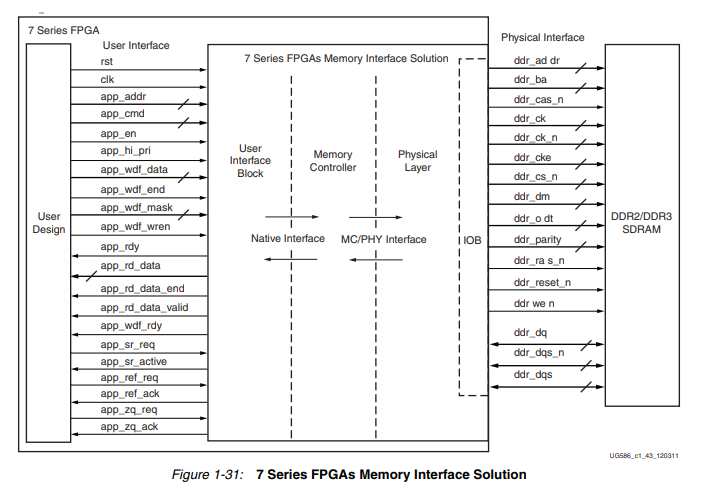 7 Series FPGA
User Interface
Physical Interface
rst
clk
app_addr
app_cmd
app_en
app_hi_pri
app_wdf_data
app_wdf_end
app_wdf_mask
app_wdf_wren
app_rdy
app_rd_data
app_rd_data_end
app_rd_data_valid
app_wdf_rdy
app_sr_req
app_sr_active
app_ref_req
app_ref_ack
app_zq_req
app_zq_ack
User
Design
7 Series FPGAs Memory Interface Solution
User
Interface
Block
Memory
Controller
Physical
Layer
Native Interface
MC/PHY Interface
IOB
ddr_ad dr
ddr_ba
ddr_cas_n
ddr_ck
ddr_ck_n
ddr_cke
ddr_cs_n
ddr_dm
ddr_o dt
ddr_parity
ddr_ra s_n
ddr_reset_n
ddr we n
ddr_dq
ddr_dqs_n
ddr_dqs
DDR2/DDR3
SDRAM
UG586_c1_43_120311
Figure 1-31: 7 Series FPGAs Memory Interface Solution